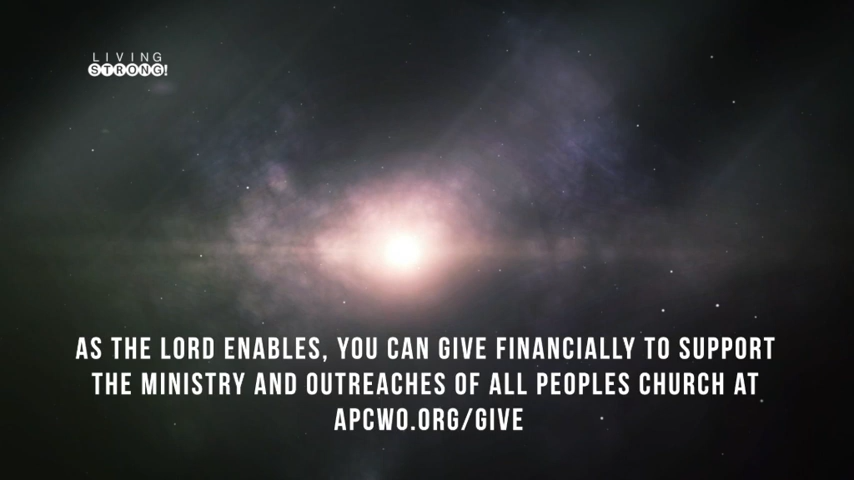 LIVING
STRONG!
AS THE LORD ENABLES, YOU CAN GIVE FINANCIALLY TO SUPPORT
THE MINISTRY AND OUTREACHES OF ALL PEOPLES CHURCH AT
APCWO.ORG/GIVE